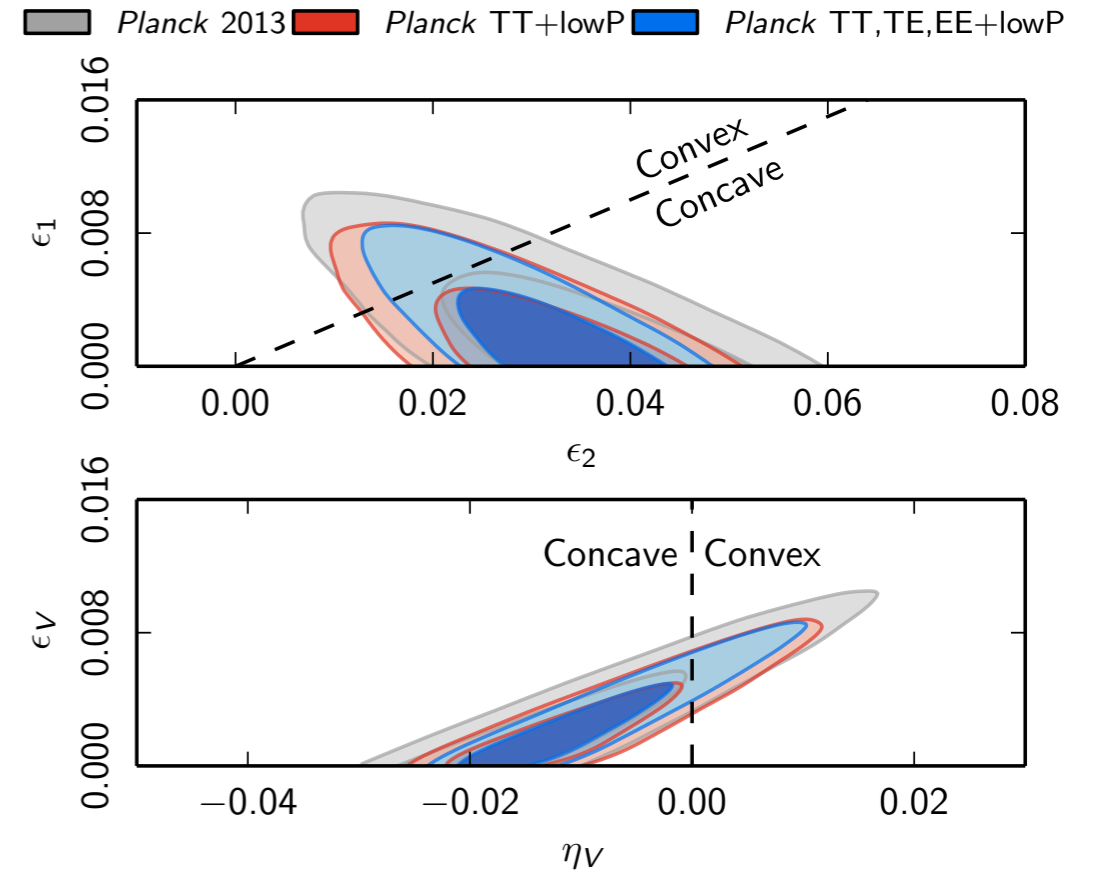 Planck 2013 Planck TT+lowP Planck TT,TE,EE+lowP
0.016
0.008
0.000
ϵ1
Convex
Concave
0.00 0.02 0.04 0.06 0.08
ϵ2
0.016
0.008
0.000
ϵV
Concave Convex
−0.04 −0.02 0.00 0.02
ηV